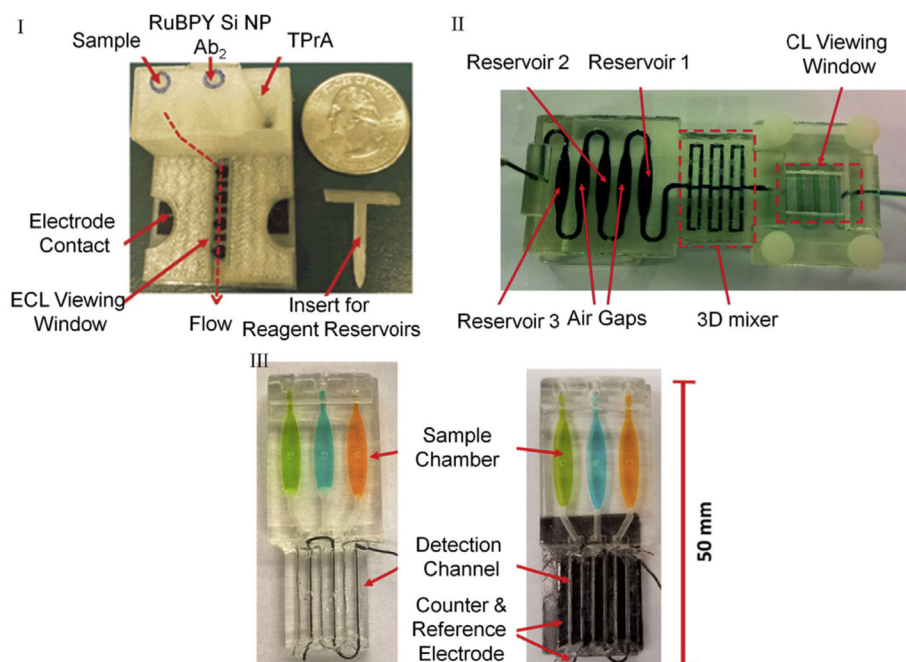 I
RuBPY Si NP
Sample
Ab2
TPrA
Electrode
Contact
ECL Viewing
Window
Flow
Insert for
Reagent Reservoirs
II
CL Viewing
Window
Reservoir 2
Reservoir 1
Reservoir 3
Air Gaps
3D mixer
III
Sample
Chamber
Detection
Channel
Counter &
Reference
Electrode
50 mm